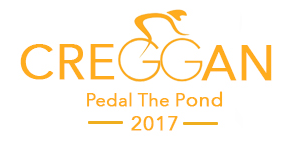 CREGGAN
Pedal The Pond
2017